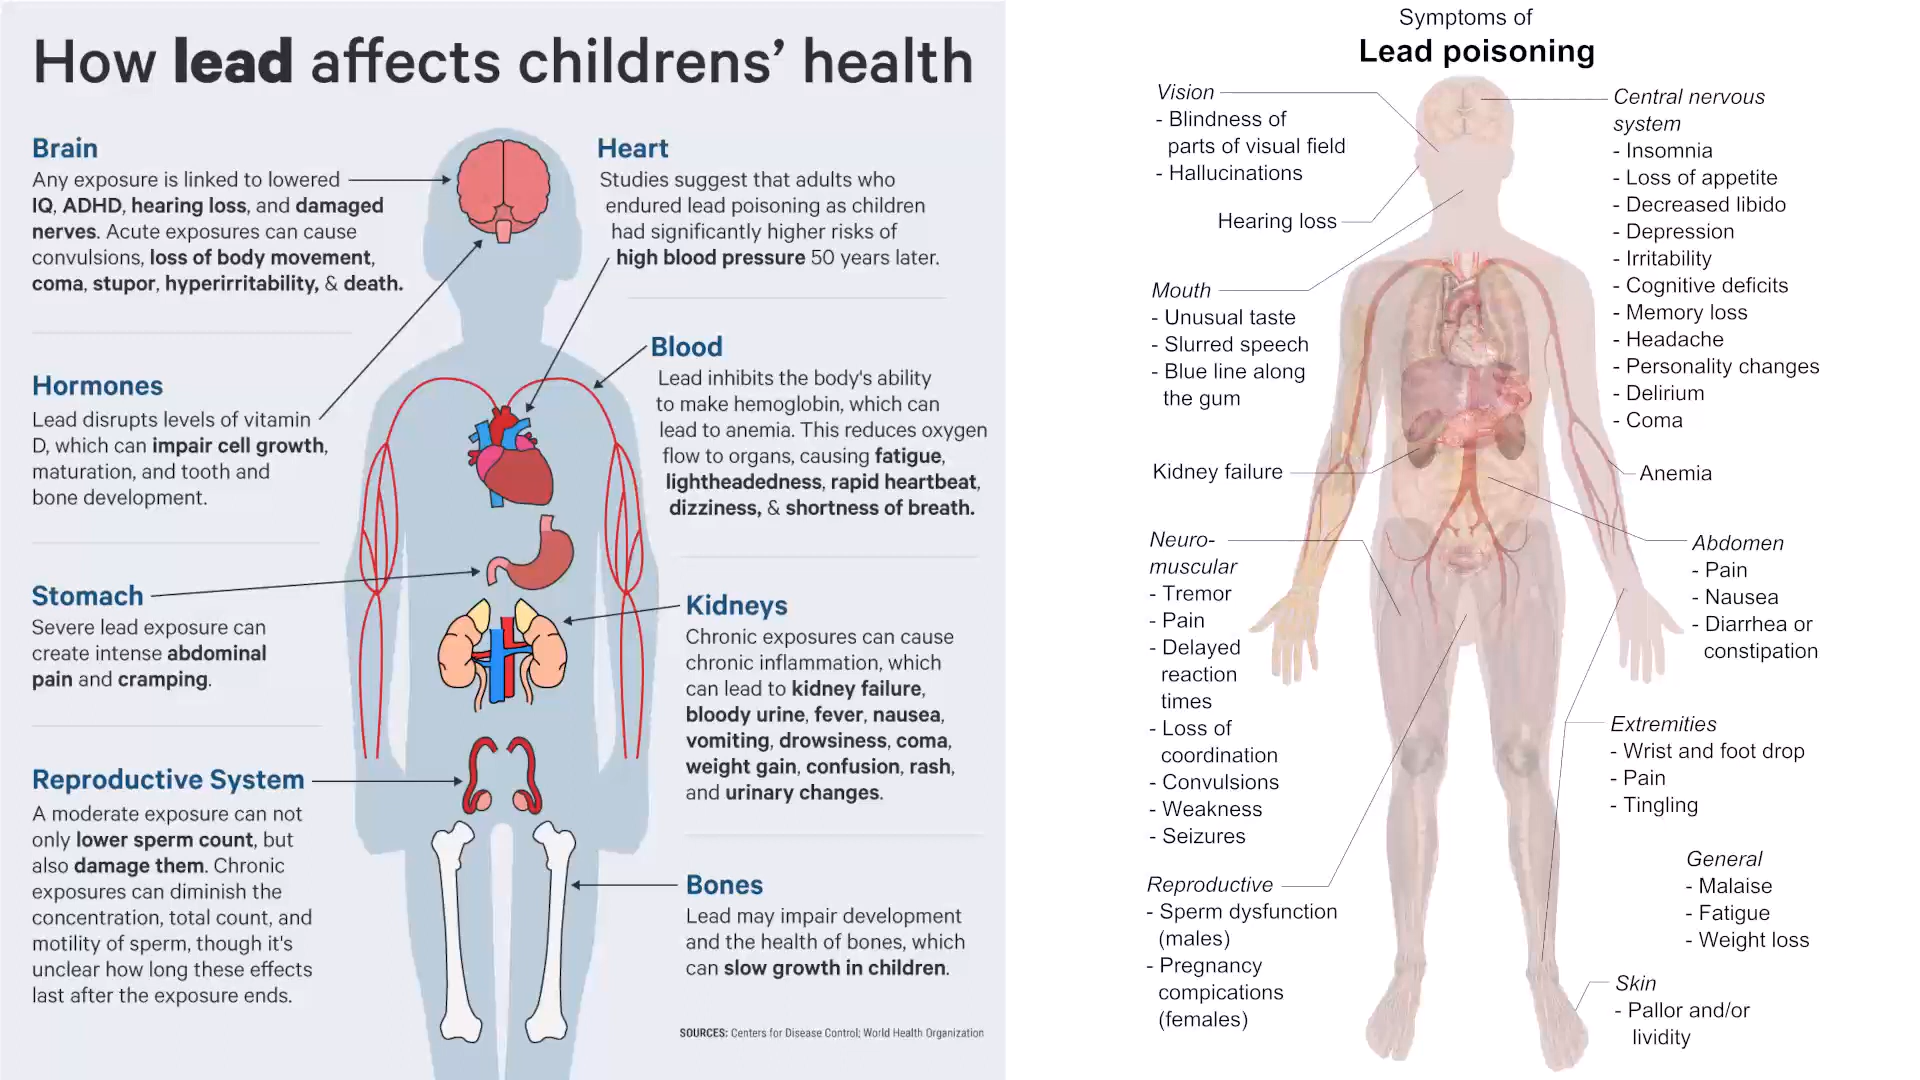 How lead affects childrens’ health
Brain
Any exposure is linked to lowered
IQ, ADHD, hearing loss, and damaged
nerves. Acute exposures can cause
convulsions, loss of body movement,
coma, stupor, hyperirritability, & death.
Hormones
Lead disrupts levels of vitamin
D, which can impair cell growth,
maturation, and tooth and
bone development.
Stomach
Severe lead exposure can
create intense abdominal
pain and cramping.
Reproductive System
A moderate exposure can not
only lower sperm count, but
also damage them. Chronic
exposures can diminish the
concentration, total count, and
motility of sperm, though it's
unclear how long these effects
last after the exposure ends.
Heart
Studies suggest that adults who
endured lead poisoning as children
had significantly higher risks of
high blood pressure 50 years later.
Blood
Lead inhibits the body's ability
to make hemoglobin, which can
lead to anemia. This reduces oxygen
flow to organs, causing fatigue,
lightheadedness, rapid heartbeat,
dizziness, & shortness of breath.
Kidneys
Chronic exposures can cause
chronic inflammation, which
can lead to kidney failure,
bloody urine, fever, nausea,
vomiting, drowsiness, coma,
weight gain, confusion, rash,
and urinary changes.
Bones
Lead may impair development
and the health of bones, which
can slow growth in children.
SOURCES: Centers for Disease Control; World Health Organization
Symptoms of
Lead poisoning
Vision
- Blindness of
parts of visual field
- Hallucinations
Hearing loss
Mouth
- Unusual taste
- Slurred speech
- Blue line along
the gum
Kidney failure
Neuro-
muscular
- Tremor
- Pain
- Delayed
reaction
times
- Loss of
coordination
- Convulsions
- Weakness
- Seizures
Reproductive
- Sperm dysfunction
(males)
- Pregnancy
compications
(females)
Central nervous
system
- Insomnia
- Loss of appetite
- Decreased libido
- Depression
- Irritability
- Cognitive deficits
- Memory loss
- Headache
- Personality changes
- Delirium
- Coma
Anemia
Abdomen
- Pain
- Nausea
- Diarrhea or
constipation
Extremities
- Wrist and foot drop
- Pain
- Tingling
General
- Malaise
- Fatigue
- Weight loss
Skin
- Pallor and/or
lividity